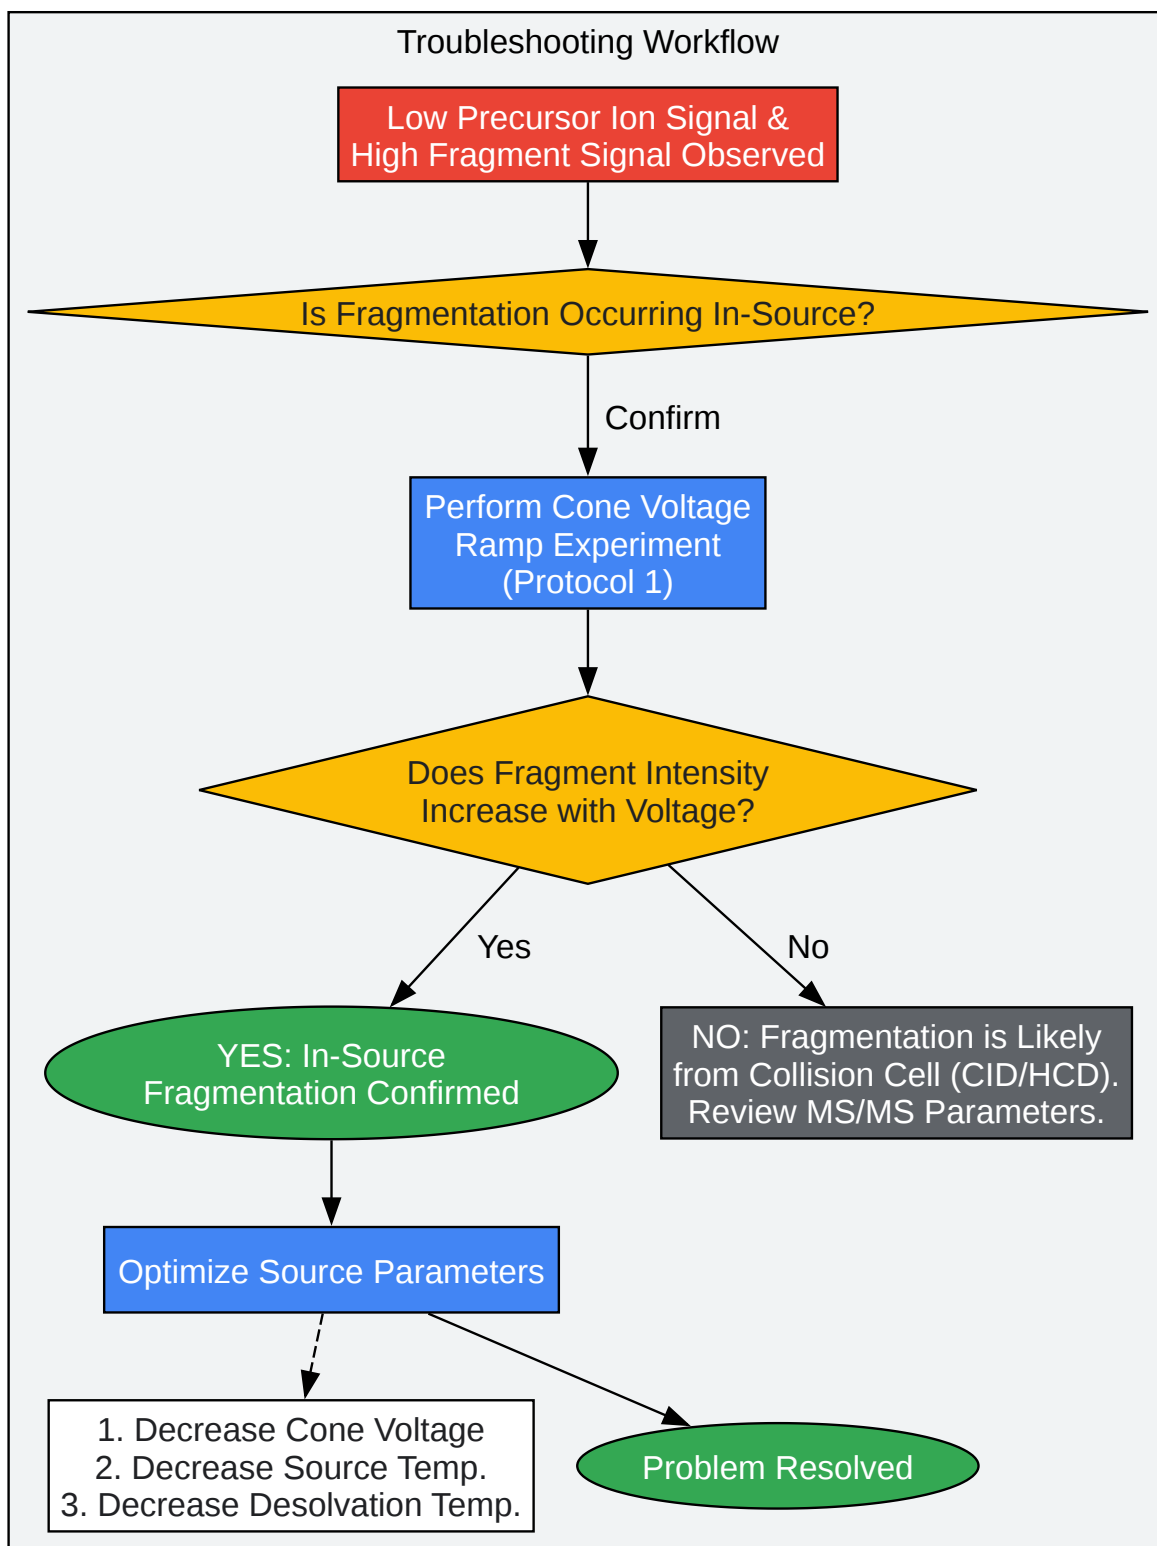 Troubleshooting Workflow
Low Precursor Ion Signal &
High Fragment Signal Observed
Is Fragmentation Occurring In-Source?
Confirm
Perform Cone Voltage
Ramp Experiment
(Protocol 1)
Does Fragment Intensity
Increase with Voltage?
Yes
No
YES: In-Source
Fragmentation Confirmed
NO: Fragmentation is Likely
from Collision Cell (CID/HCD).
Review MS/MS Parameters.
Optimize Source Parameters
1. Decrease Cone Voltage
2. Decrease Source Temp.
3. Decrease Desolvation Temp.
Problem Resolved